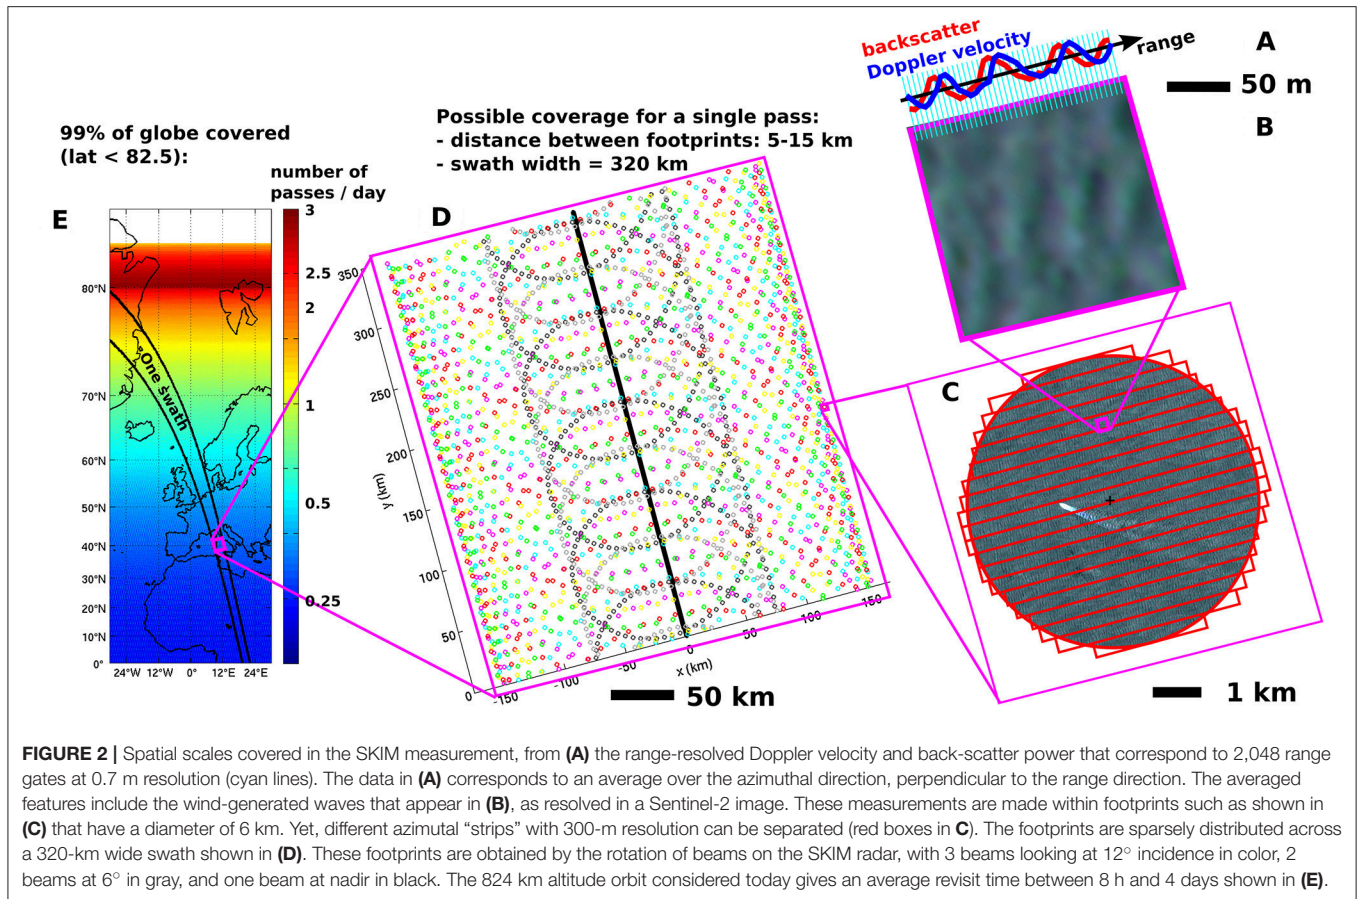 backscatter
Doppler velocity
range
A
50 m
B
99% of globe covered
(lat < 82.5):
number of
passes / day
Possible coverage for a single pass:
- distance between footprints: 5-15 km
- swath width = 320 km
E
3
2.5
2
1
0.5
0.25
80°N
70°N
60°N
50°N
40°N
30°N
20°N
10°N
0°
24°W 12°W 0° 12°E 24°E
One swath
D
350
300
250
200
150
100
50
0
y (km)
-150 -100 -50 0 50 100 150
x (km)
50 km
C
1 km
FIGURE 2 | Spatial scales covered in the SKIM measurement, from (A) the range-resolved Doppler velocity and back-scatter power that correspond to 2,048 range
gates at 0.7 m resolution (cyan lines). The data in (A) corresponds to an average over the azimuthal direction, perpendicular to the range direction. The averaged
features include the wind-generated waves that appear in (B), as resolved in a Sentinel-2 image. These measurements are made within footprints such as shown in
(C) that have a diameter of 6 km. Yet, different azimutal “strips” with 300-m resolution can be separated (red boxes in C). The footprints are sparsely distributed across
a 320-km wide swath shown in (D). These footprints are obtained by the rotation of beams on the SKIM radar, with 3 beams looking at 12° incidence in color, 2
beams at 6° in gray, and one beam at nadir in black. The 824 km altitude orbit considered today gives an average revisit time between 8 h and 4 days shown in (E).